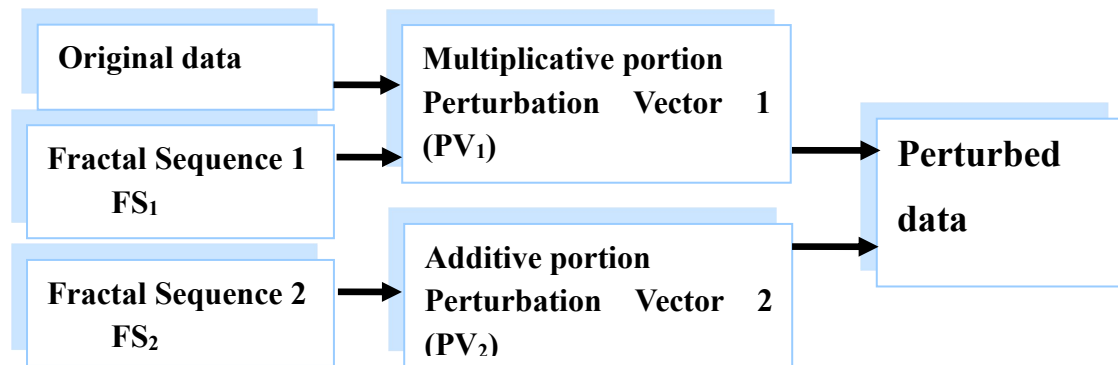 Original data
Fractal Sequence 1
FS₁
Fractal Sequence 2
FS₂
Multiplicative portion
Perturbation Vector 1
(PV₁)
Additive portion
Perturbation Vector 2
(PV₂)
Perturbed
data